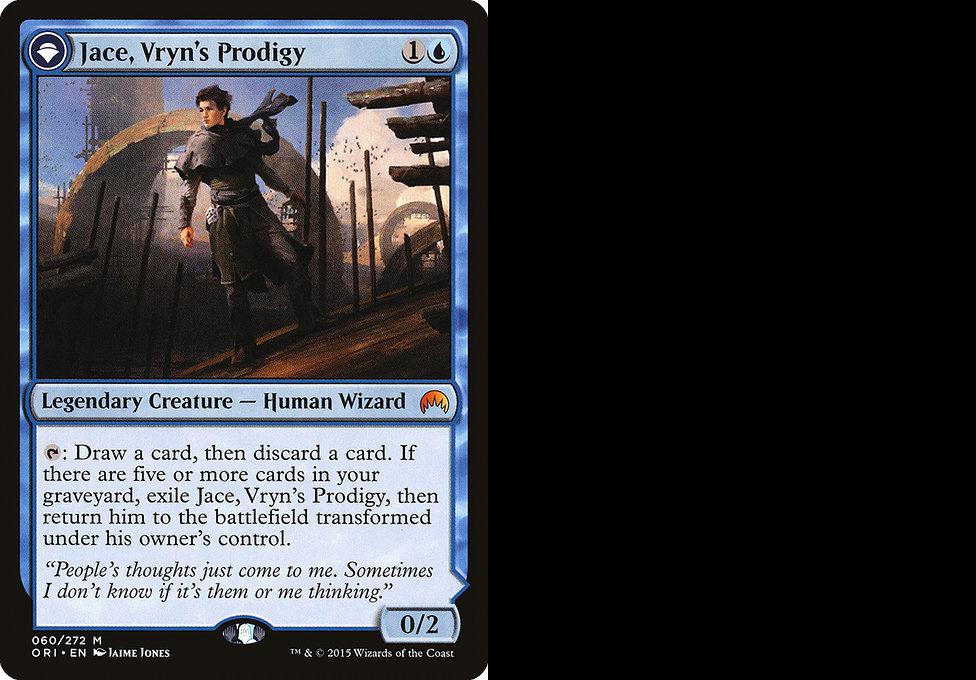 Jace, Vryn's Prodigy 1
Legendary Creature — Human Wizard
: Draw a card, then discard a card. If
there are five or more cards in your
graveyard, exile Jace, Vryn's Prodigy, then
return him to the battlefield transformed
under his owner's control.
“People's thoughts just come to me. Sometimes
I don't know if it's them or me thinking.”
0/2
060/272 M
ORI • EN JAIME JONES
™ & © 2015 Wizards of the Coast